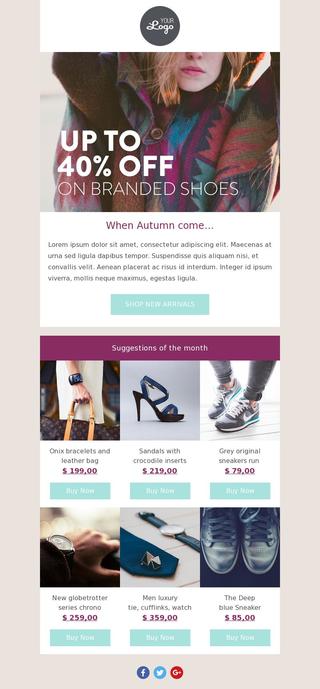 YOUR
Logo
UP TO
40% OFF
ON BRANDED SHOES
When Autumn come...
Lorem ipsum dolor sit amet, consectetur adipiscing elit. Maecenas at
urna sed ligula dapibus tempor. Suspendisse quis aliquam nisi, et
convallis velit. Aenean placerat ac risus id interdum. Integer id ipsum
viverra, mollis neque maximus, egestas ligula.
SHOP NEW ARRIVALS
Suggestions of the month
Onix bracelets and
leather bag
$ 199,00
Buy Now
Sandals with
crocodile inserts
$ 219,00
Buy Now
Grey original
sneakers run
$ 79,00
Buy Now
New globetrotter
series chrono
$ 259,00
Buy Now
Men luxury
tie, cufflinks, watch
$ 359,00
Buy Now
The Deep
blue Sneaker
$ 85,00
Buy Now